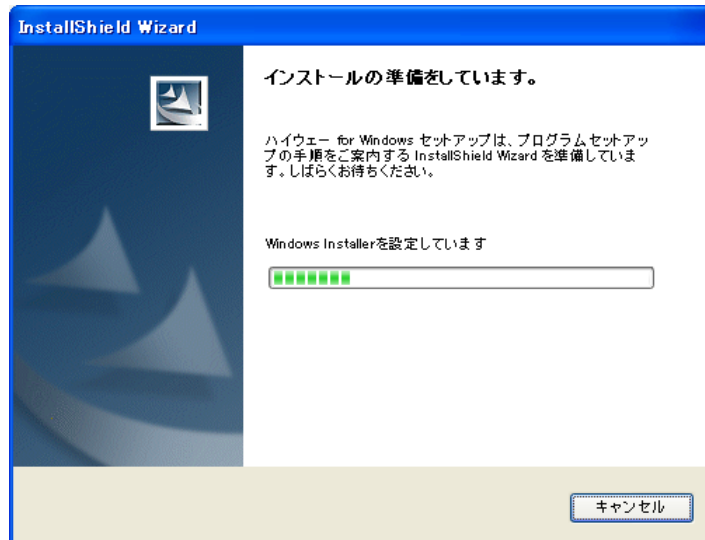 InstallShield Wizard
インストールの準備をしています。
ハイウェー for Windows セットアップは、プログラム セットアッ
プの手順をご案内する InstallShield Wizard を準備していま
す。しばらくお待ちください。
Windows Installerを設定しています
キャンセル